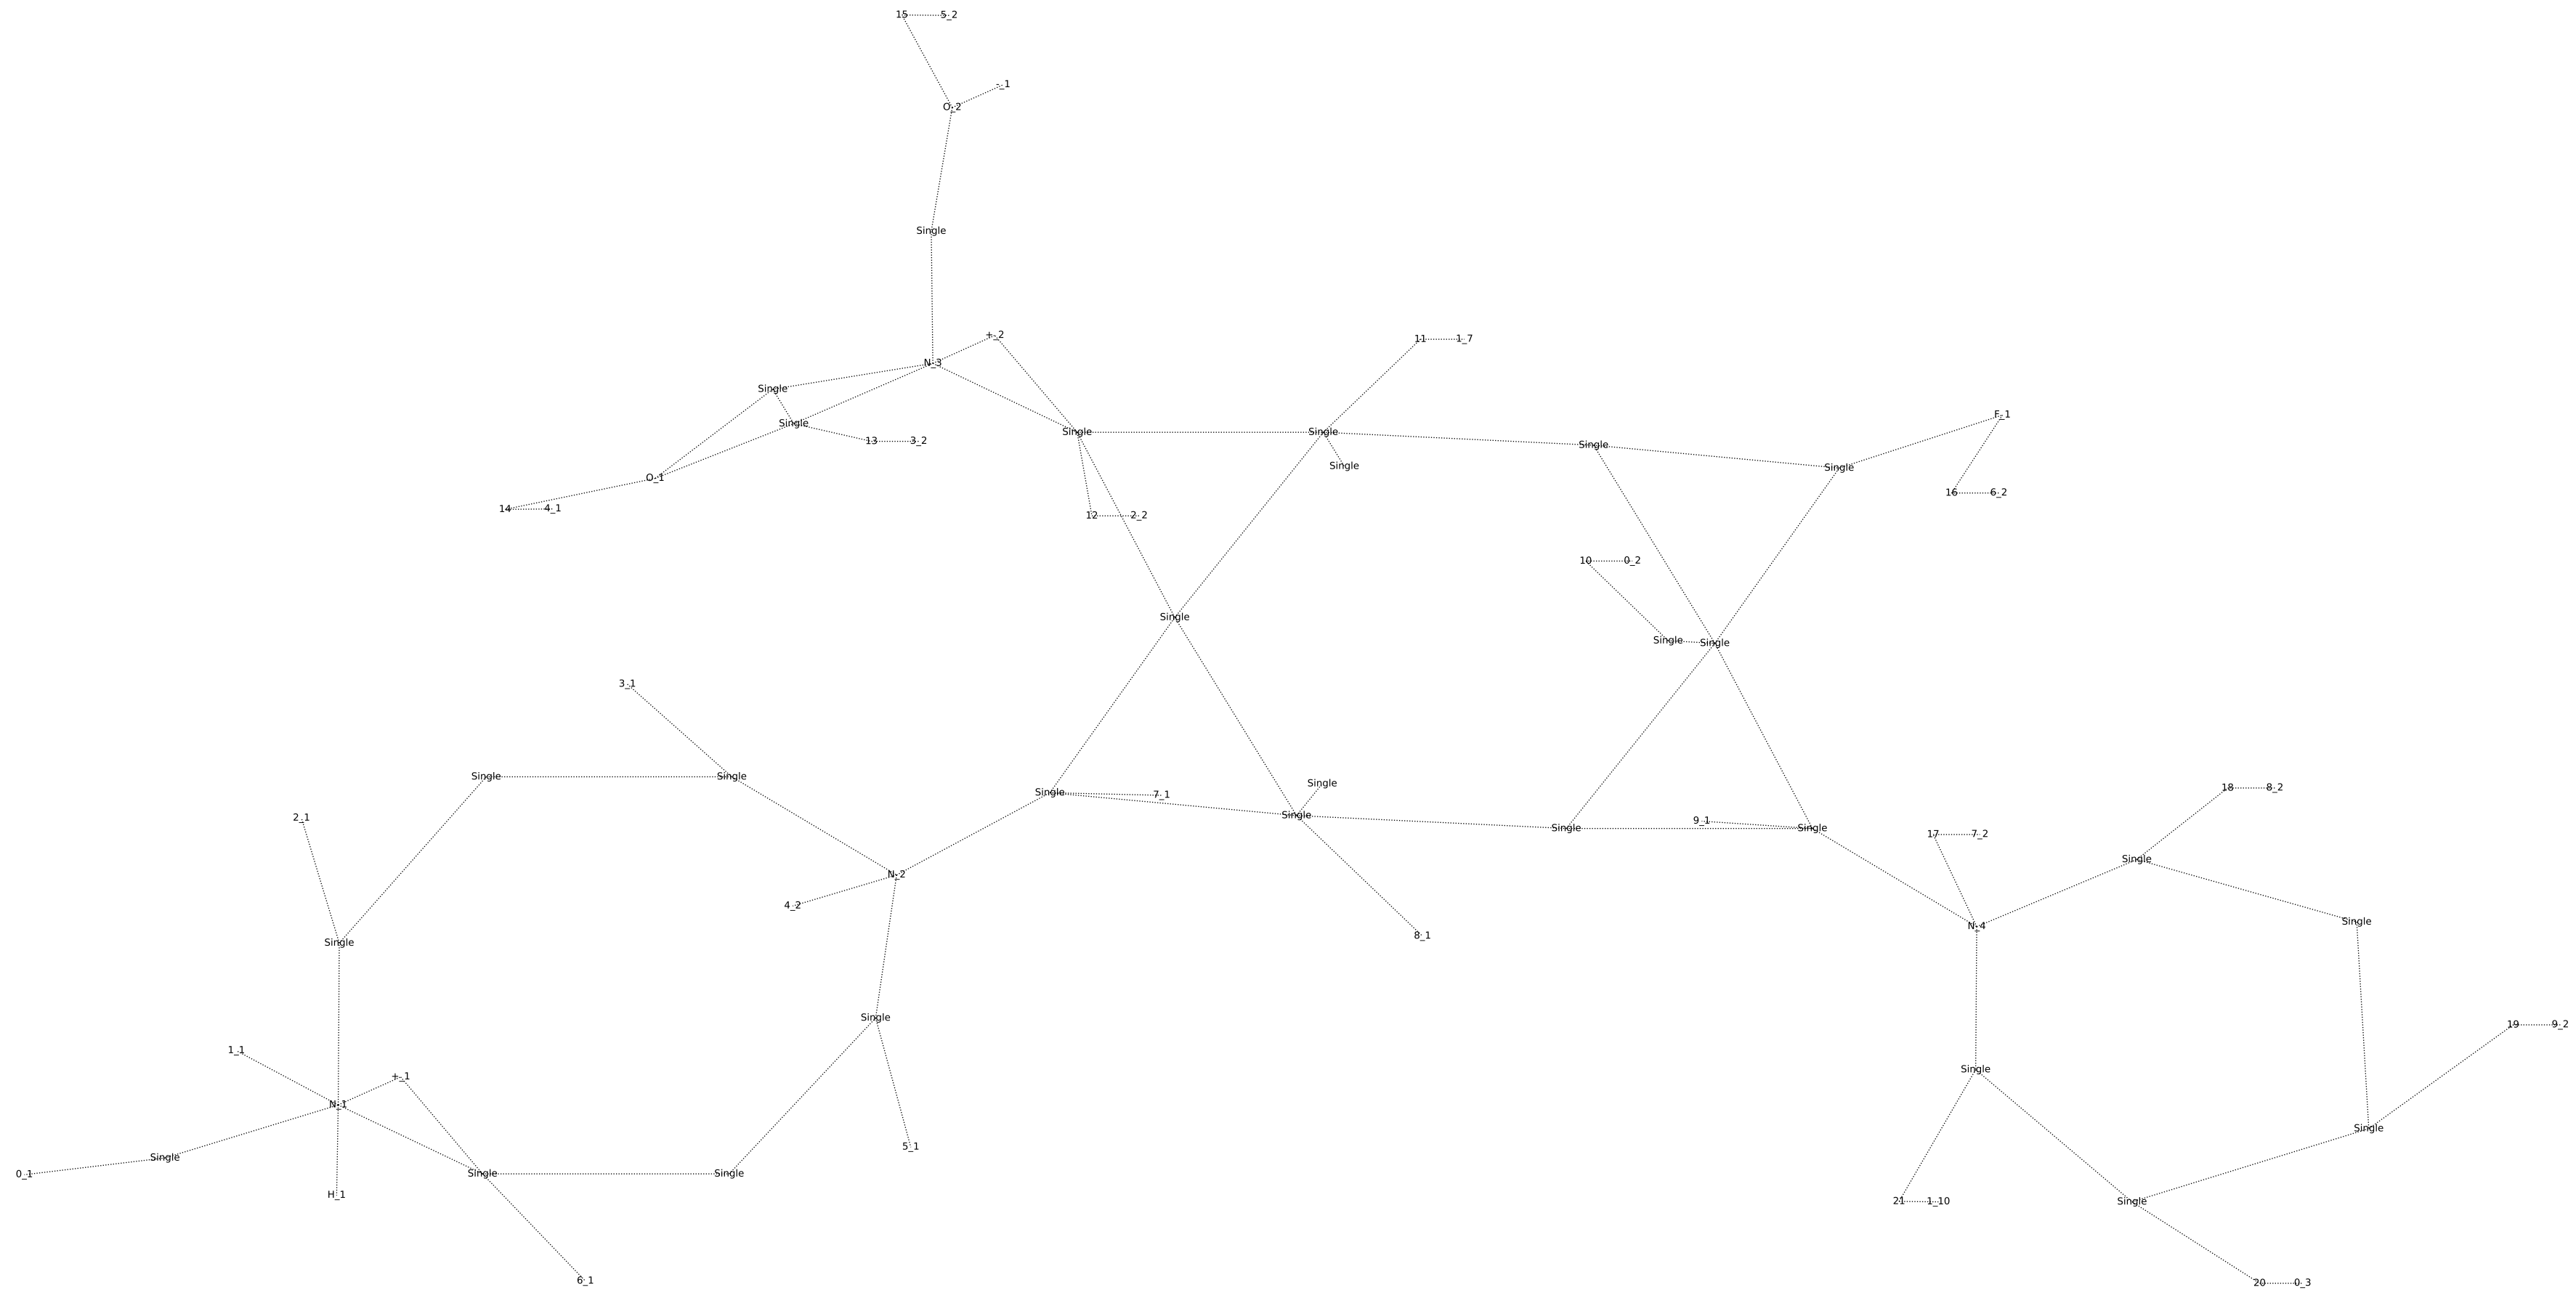 15 5_2
-_1
O_2
Single
+_2
N_3
11 1_7
Single
Single
13 3_2
Single
Single
Single
Single
Single
F_1
O_1
14 4_1
12 2_2
16 6_2
10 0_2
Single
Single Single
3_1
Single
Single
Single
Single
7_1
18 8_2
2_1
Single
9_1
Single
Single
17 7_2
Single
N_2
4_2
Single
N_4
8_1
Single
Single
19 9_2
1_1
Single
+_1
N_1
Single
5_1
Single
0_1
Single
Single
H_1
21 1_10
Single
6_1
20 0_3